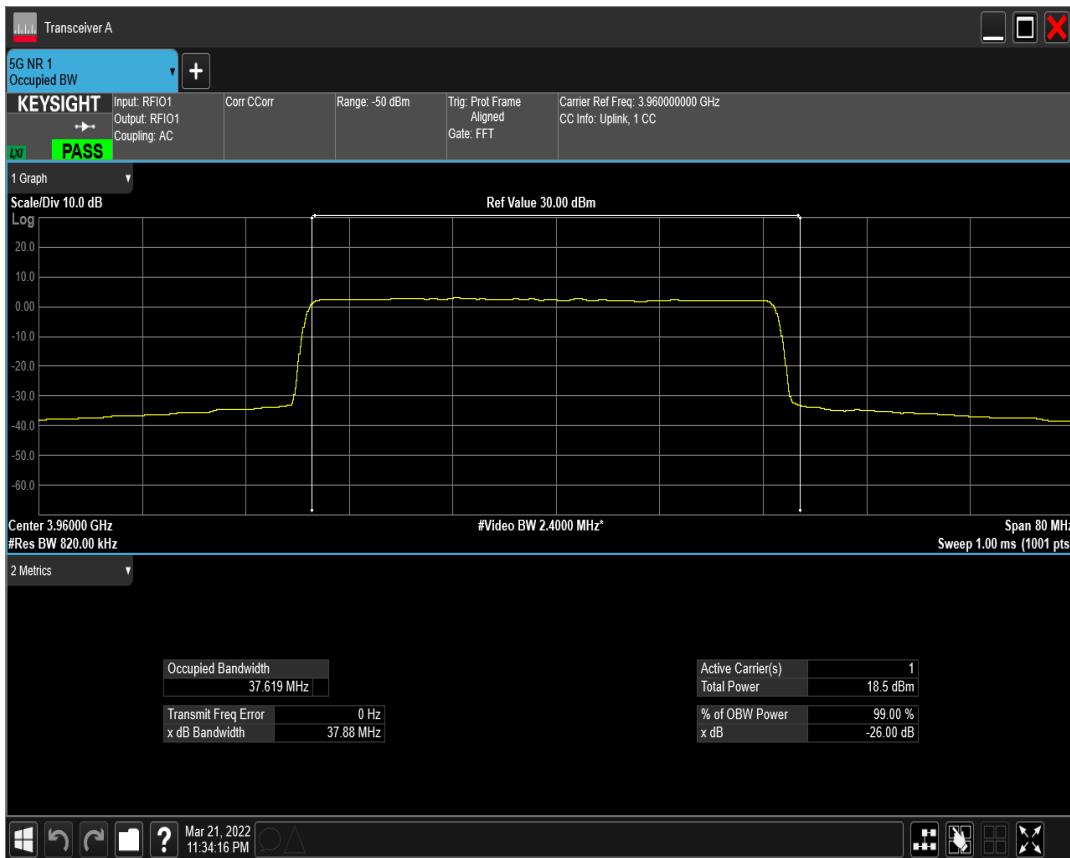 Transceiver A
5G NR 1
Occupied BW
KEYSIGHT
LXI
PASS
Input: RFIO1
Output: RFIO1
Coupling: AC
Corr CCorr
Range: -50 dBm
Trig: Prot Frame
Aligned
Gate: FFT
Carrier Ref Freq: 3.960000000 GHz
CC Info: Uplink, 1 CC
1 Graph
Scale/Div 10.0 dB
Ref Value 30.00 dBm
Log
20.0
10.0
0.00
-10.0
-20.0
-30.0
-40.0
-50.0
-60.0
Center 3.96000 GHz
#Video BW 2.4000 MHz*
Span 80 MHz
#Res BW 820.00 kHz
Sweep 1.00 ms (1001 pts
2 Metrics
Occupied Bandwidth
37.619 MHz
Transmit Freq Error 0 Hz
x dB Bandwidth 37.88 MHz
Active Carrier(s) 1
Total Power 18.5 dBm
% of OBW Power 99.00 %
x dB -26.00 dB
?
Mar 21, 2022
11:34:16 PM